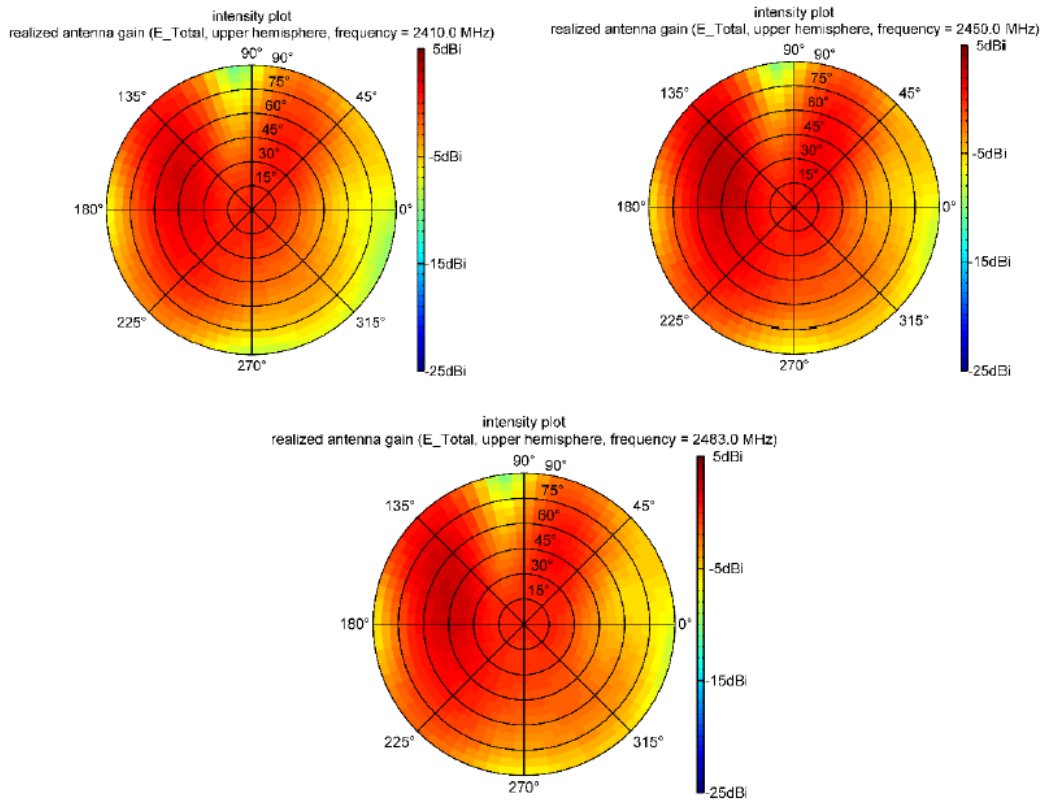 intensity plot
realized antenna gain (E_Total, upper hemisphere, frequency = 2410.0 MHz)
90° 90°
75°
60°
45°
30°
15°
45°
0°
315°
270°
225°
180°
135°
5dBi
-5dBi
-15dBi
-25dBi
intensity plot
realized antenna gain (E_Total, upper hemisphere, frequency = 2450.0 MHz)
90° 90°
75°
60°
45°
30°
15°
45°
0°
315°
270°
225°
180°
135°
5dBi
-5dBi
-15dBi
-25dBi
intensity plot
realized antenna gain (E_Total, upper hemisphere, frequency = 2483.0 MHz)
90° 90°
75°
60°
45°
30°
15°
45°
0°
315°
270°
225°
180°
135°
5dBi
-5dBi
-15dBi
-25dBi